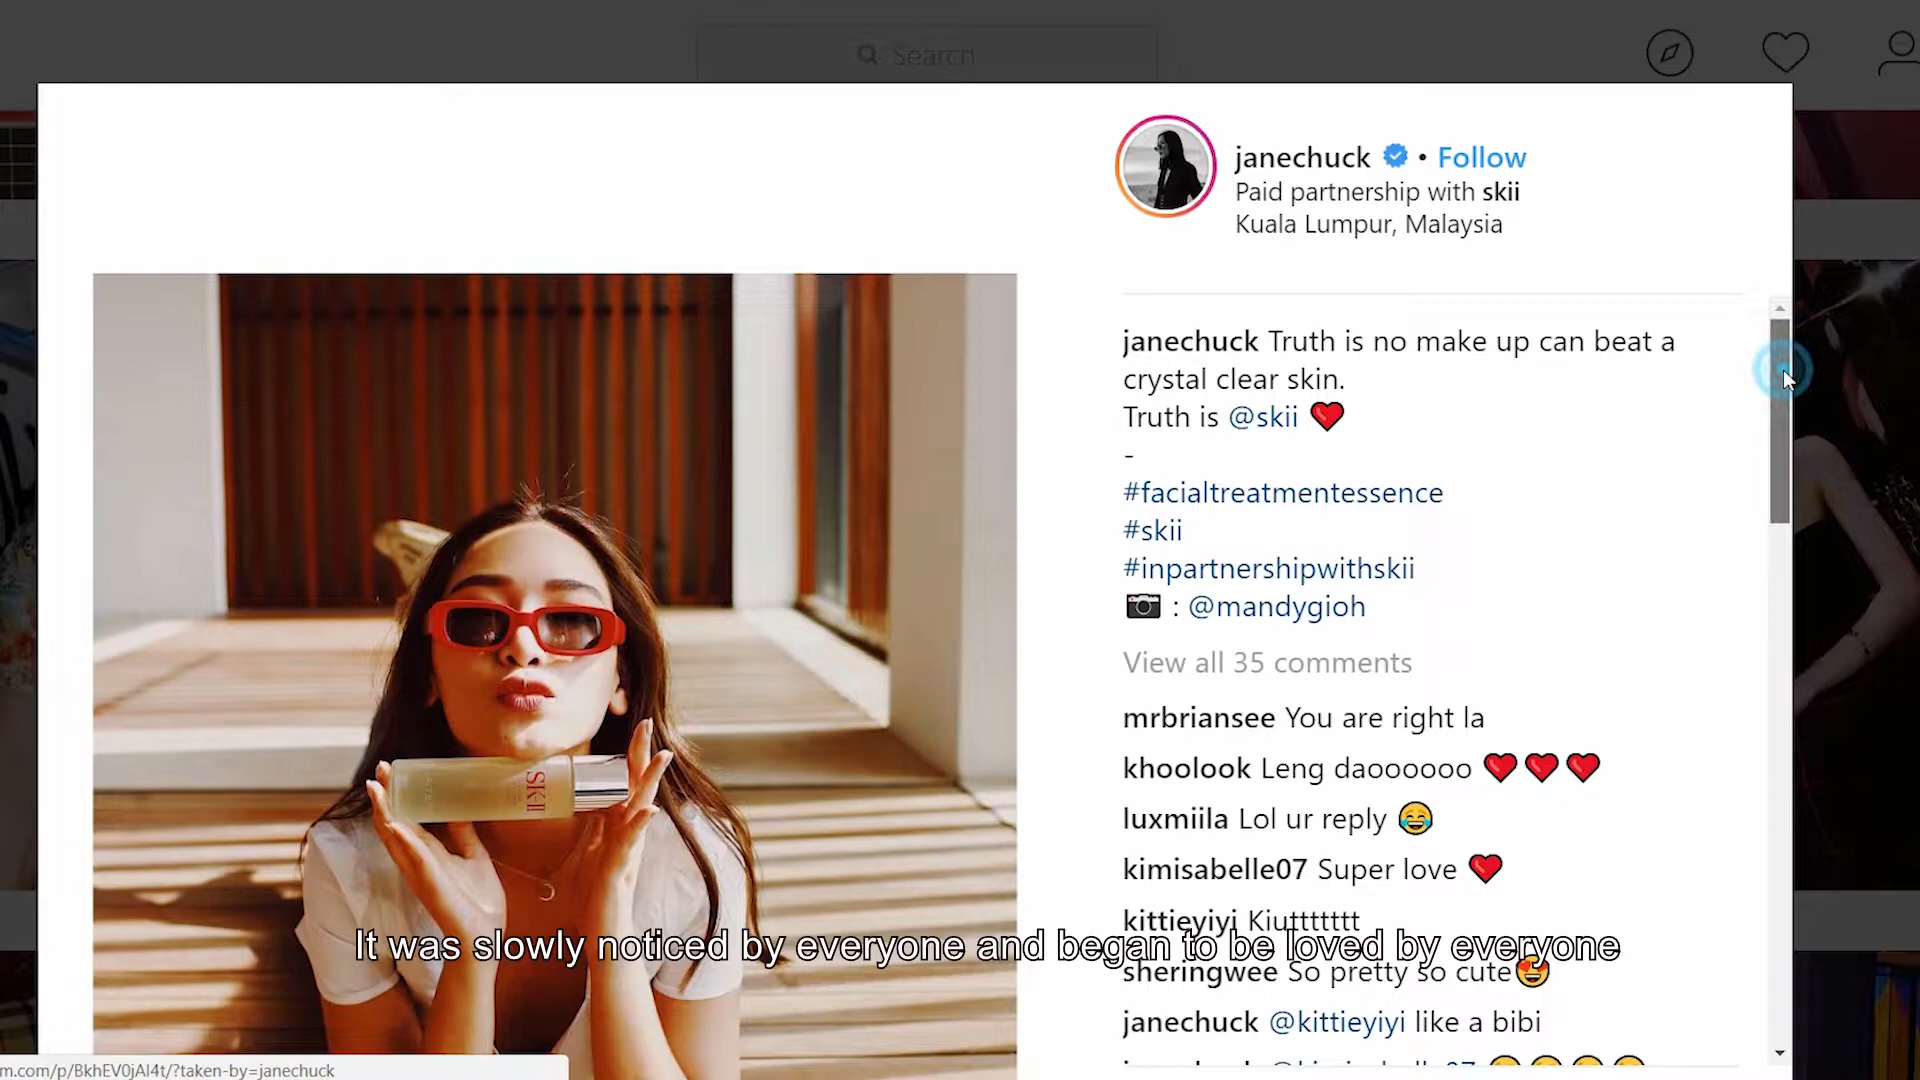 Search
janechuck • Follow
Paid partnership with skii
Kuala Lumpur, Malaysia
janechuck Truth is no make up can beat a
crystal clear skin.
Truth is @skii ❤️
-
#facialtreatmentessence
#skii
#inpartnershipwithskii
📷 : @mandygioh
View all 35 comments
mrbriansee You are right la
khoolook Leng daoooooo ❤️❤️❤️
luxmiila Lol ur reply 😂
kimisabelle07 Super love ❤️
kittieyiyi Kiuttttttt
sheringwee So pretty so cute😍
janechuck @kittieyiyi like a bibi
SK-II
It was slowly noticed by everyone and began to be loved by everyone
m.com/p/BkhEV0jAl4t/?taken-by=janechuck